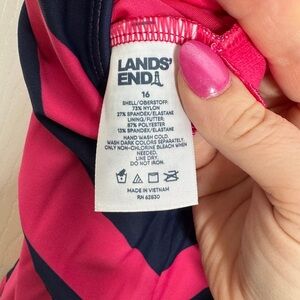 LANDS'
END
16
SHELL/OBERSTOFF:
73% NYLON
27% SPANDEX/ELASTANE
LINING/FUTTER:
87% POLYESTER
13% SPANDEX/ELASTANE
HAND WASH COLD.
WASH DARK COLORS SEPARATELY.
ONLY NON-CHLORINE BLEACH WHEN
NEEDED.
LINE DRY.
DO NOT IRON.
MADE IN VIETNAM
RN 62830